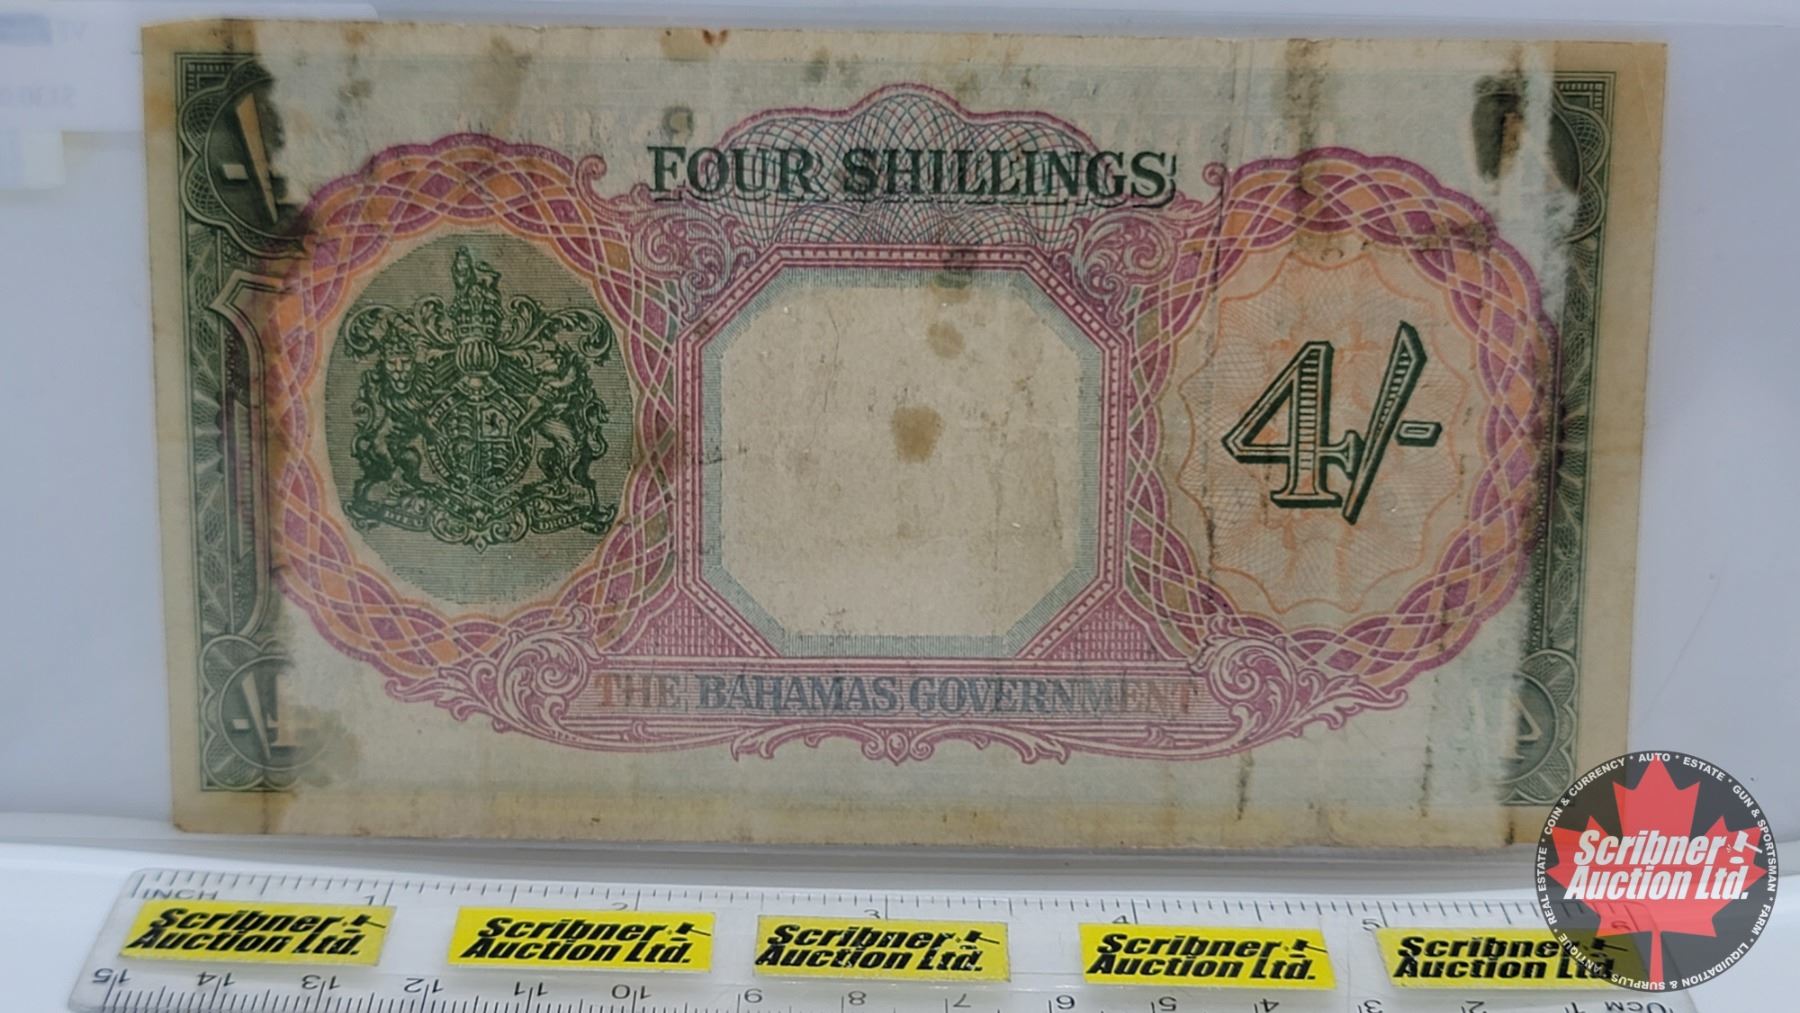 FOUR SHILLINGS
4/-
THE BAHAMAS GOVERNMENT
DROIT
INCH 1 2 3 4 5 6
Scribner
Auction Ltd.
Scribner
Auction Ltd.
Scribner
Auction Ltd.
Scribner
Auction Ltd.
Scribner
Auction Ltd.
15 14 13 12 11 10 9 8 7 6 5 4 3 2 1 0CM
COIN & CURRENCY * AUTO * ESTATE * GUN & SPORTSMAN * FARM * LIQUIDATION & SURPLUS * ANTIQUE * REAL ESTATE *
Scribner
Auction Ltd.